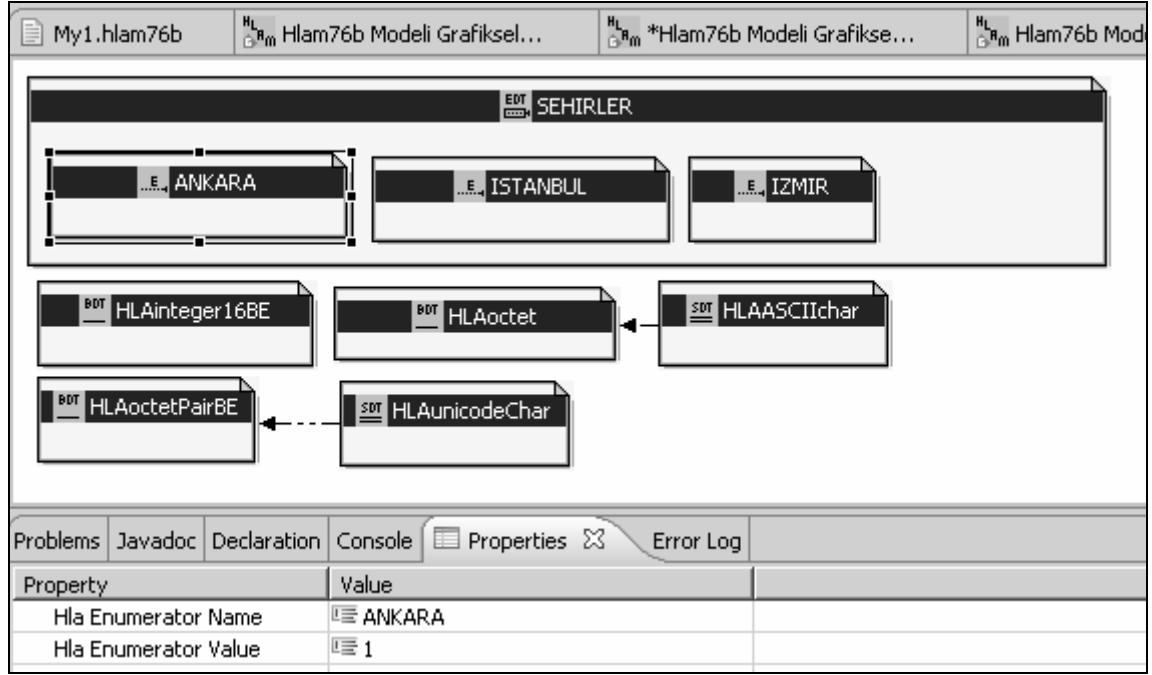 My1.hlam76b
Hlam76b Modeli Grafiksel...
*Hlam76b Modeli Grafikse...
Hlam76b Mode
EDT SEHIRLER
E ANKARA
E ISTANBUL
E IZMIR
BDT HLAinteger16BE
BDT HLAoctet
SDT HLAASCIIchar
BDT HLAoctetPairBE
SDT HLAunicodeChar
Problems Javadoc Declaration Console Properties Error Log
Property Value
Hla Enumerator Name ANKARA
Hla Enumerator Value 1